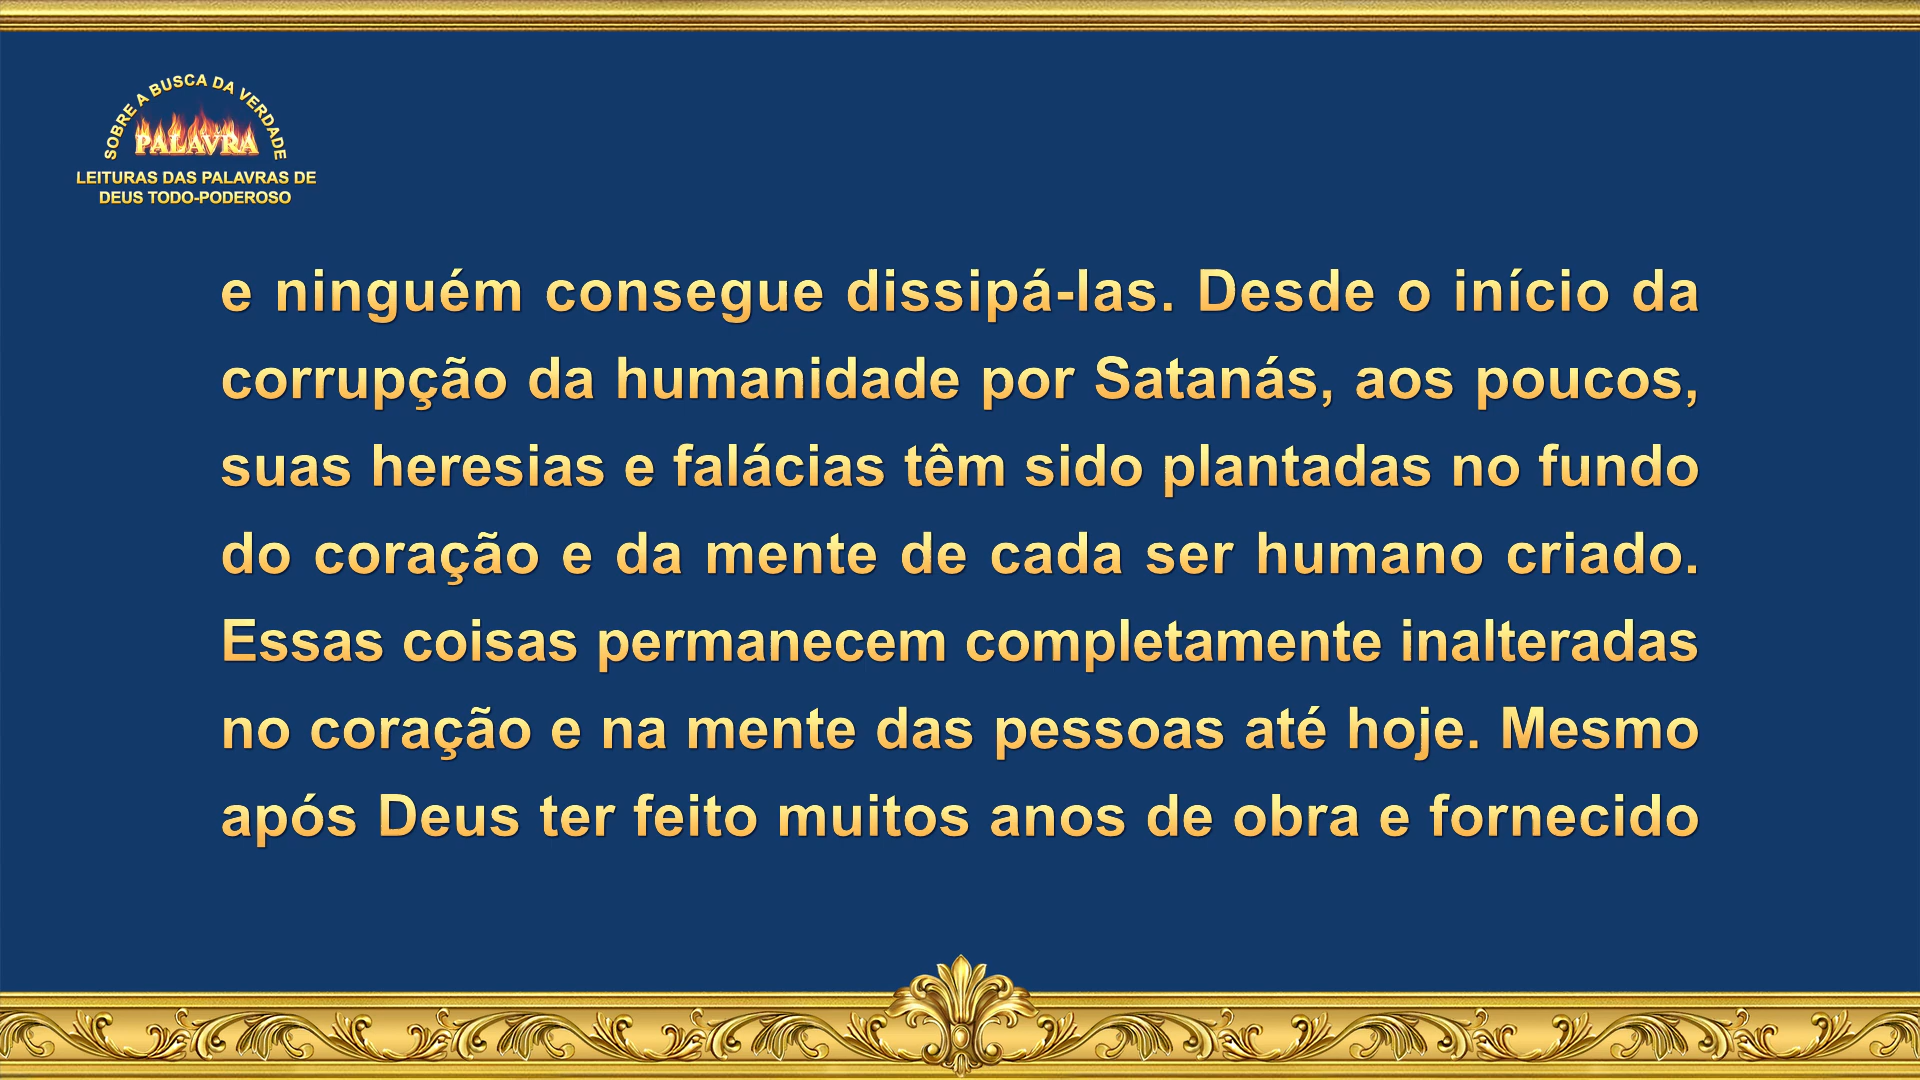 SOBRE A BUSCA DA VERDADE
PALAVRA
LEITURAS DAS PALAVRAS DE
DEUS TODO-PODEROSO
e ninguém consegue dissipá-las. Desde o início da
corrupção da humanidade por Satanás, aos poucos,
suas heresias e falácias têm sido plantadas no fundo
do coração e da mente de cada ser humano criado.
Essas coisas permanecem completamente inalteradas
no coração e na mente das pessoas até hoje. Mesmo
após Deus ter feito muitos anos de obra e fornecido